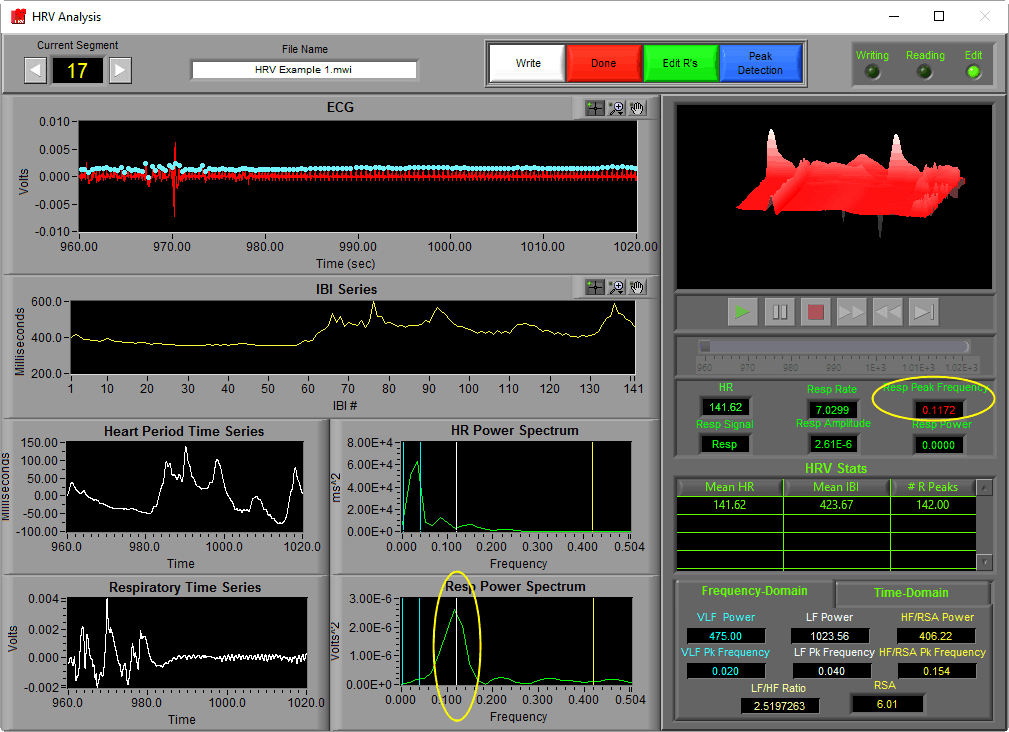 HRV Analysis
Current Segment
17
File Name
HRV Example 1.mwi
Write
Done
Edit R's
Peak
Detection
Writing
Reading
Edit
ECG
0.010
0.005
0.000
-0.005
-0.010
Volts
960.00 970.00 980.00 990.00 1000.00 1010.00 1020.00
Time (sec)
IBI Series
600.0
400.0
200.0
Milliseconds
1 10 20 30 40 50 60 70 80 90 100 110 120 130 141
IBI #
Heart Period Time Series
150.00
100.00
50.00
0.00
-50.00
-100.00
Milliseconds
960.0 980.0 1000.0 1020.0
Time
HR Power Spectrum
8.00E+4
6.00E+4
4.00E+4
2.00E+4
0.00E+0
ms^2
0.000 0.100 0.200 0.300 0.400 0.504
Frequency
Respiratory Time Series
0.004
0.002
0.000
-0.002
Volts
960.0 980.0 1000.0 1020.0
Time
Resp Power Spectrum
3.00E-6
2.00E-6
1.00E-6
0.00E+0
Volts^2
0.000 0.100 0.200 0.300 0.400 0.504
Frequency
960 970 980 990 1E+3 1.01E+3 1.02E+3
HR
141.62
Resp Rate
7.0299
Resp Peak Frequency
0.1172
Resp Signal
Resp
Resp Amplitude
2.61E-6
Resp Power
0.0000
HRV Stats
Mean HR Mean IBI # R Peaks
141.62 423.67 142.00
Frequency-Domain
Time-Domain
VLF Power LF Power HF/RSA Power
475.00 1023.56 406.22
VLF Pk Frequency LF Pk Frequency HF/RSA Pk Frequency
0.020 0.040 0.154
LF/HF Ratio RSA
2.5197263 6.01